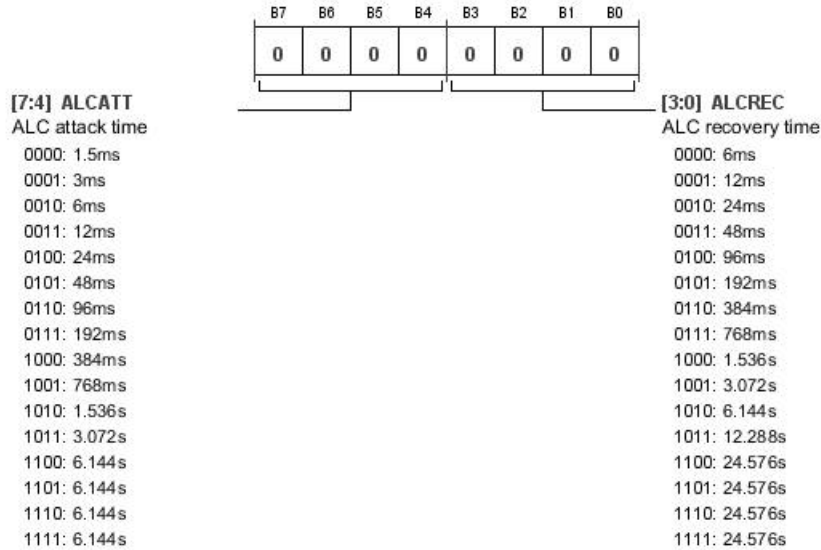 B7 B6 B5 B4 B3 B2 B1 B0
0 0 0 0 0 0 0 0
[7:4] ALCATT
ALC attack time
0000: 1.5ms
0001: 3ms
0010: 6ms
0011: 12ms
0100: 24ms
0101: 48ms
0110: 96ms
0111: 192ms
1000: 384ms
1001: 768ms
1010: 1.536s
1011: 3.072s
1100: 6.144s
1101: 6.144s
1110: 6.144s
1111: 6.144s
[3:0] ALCREC
ALC recovery time
0000: 6ms
0001: 12ms
0010: 24ms
0011: 48ms
0100: 96ms
0101: 192ms
0110: 384ms
0111: 768ms
1000: 1.536s
1001: 3.072s
1010: 6.144s
1011: 12.288s
1100: 24.576s
1101: 24.576s
1110: 24.576s
1111: 24.576s